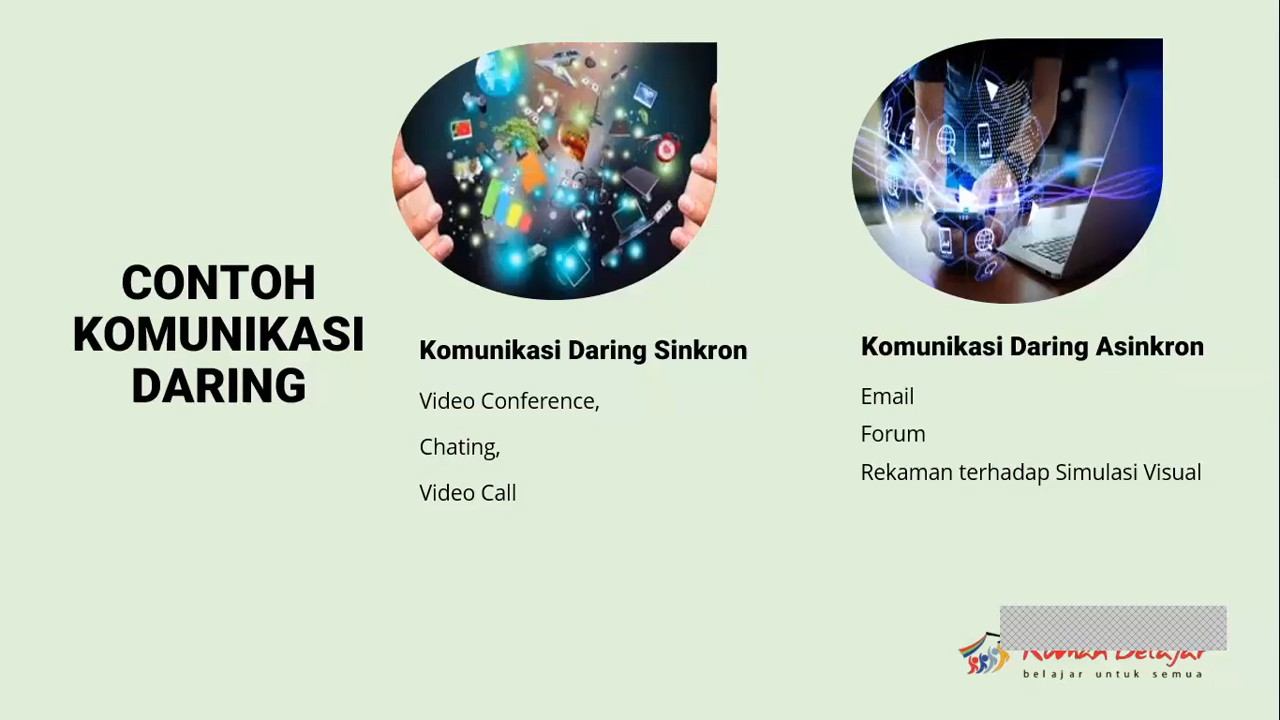 CONTOH
KOMUNIKASI
DARING
Komunikasi Daring Sinkron
Video Conference,
Chating,
Video Call
Komunikasi Daring Asinkron
Email
Forum
Rekaman terhadap Simulasi Visual
belajar untuk semua